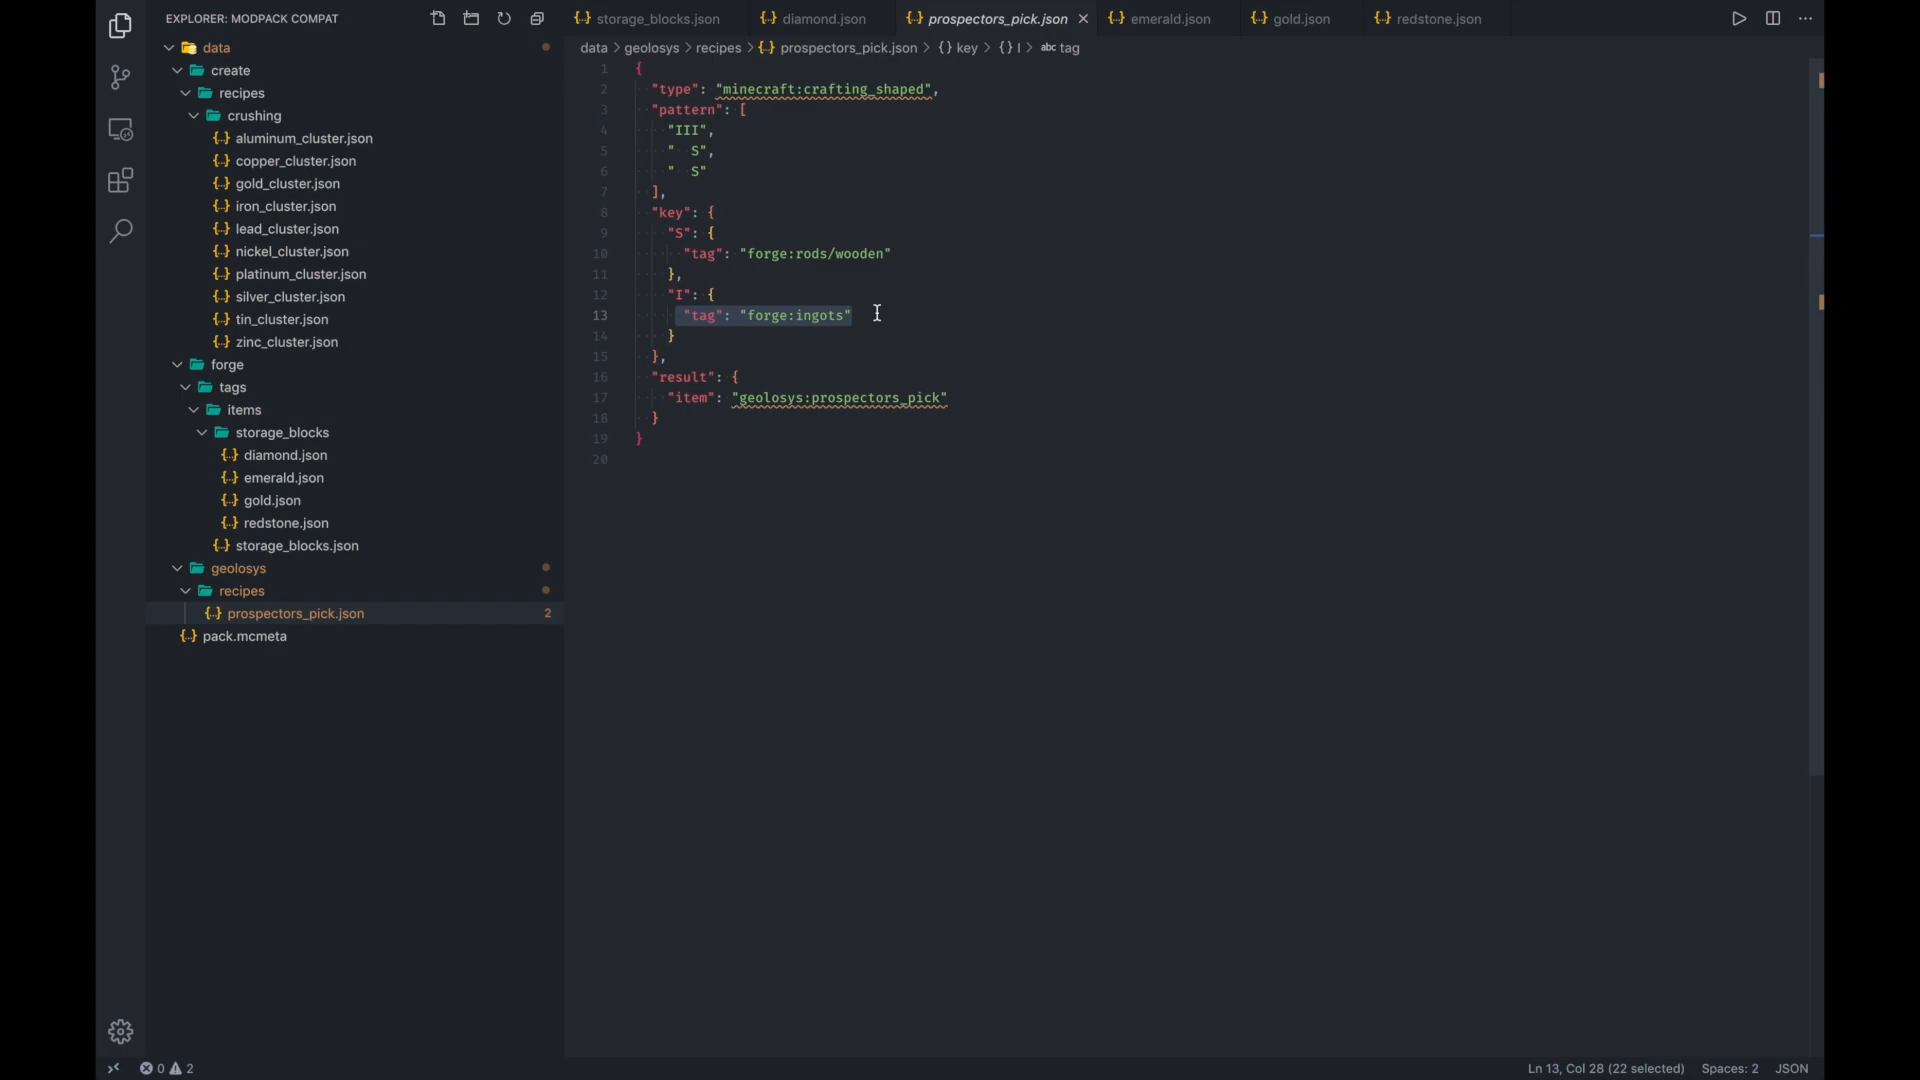 EXPLORER: MODPACK COMPAT
data
create
recipes
crushing
{..} aluminum_cluster.json
{..} copper_cluster.json
{..} gold_cluster.json
{..} iron_cluster.json
{..} lead_cluster.json
{..} nickel_cluster.json
{..} platinum_cluster.json
{..} silver_cluster.json
{..} tin_cluster.json
{..} zinc_cluster.json
forge
tags
items
storage_blocks
{..} diamond.json
{..} emerald.json
{..} gold.json
{..} redstone.json
{..} storage_blocks.json
geolosys
recipes
{..} prospectors_pick.json 2
{..} pack.mcmeta
{..} storage_blocks.json {..} diamond.json {..} prospectors_pick.json {..} emerald.json {..} gold.json {..} redstone.json
data > geolosys > recipes > {..} prospectors_pick.json > {} key > {} I > abc tag
1 {
2 "type": "minecraft:crafting_shaped",
3 "pattern": [
4 "III",
5 "  S",
6 "  S"
7 ],
8 "key": {
9 "S": {
10 "tag": "forge:rods/wooden"
11 },
12 "I": {
13 "tag": "forge:ingots"
14 }
15 },
16 "result": {
17 "item": "geolosys:prospectors_pick"
18 }
19 }
20
0 2
Ln 13, Col 28 (22 selected) Spaces: 2 JSON